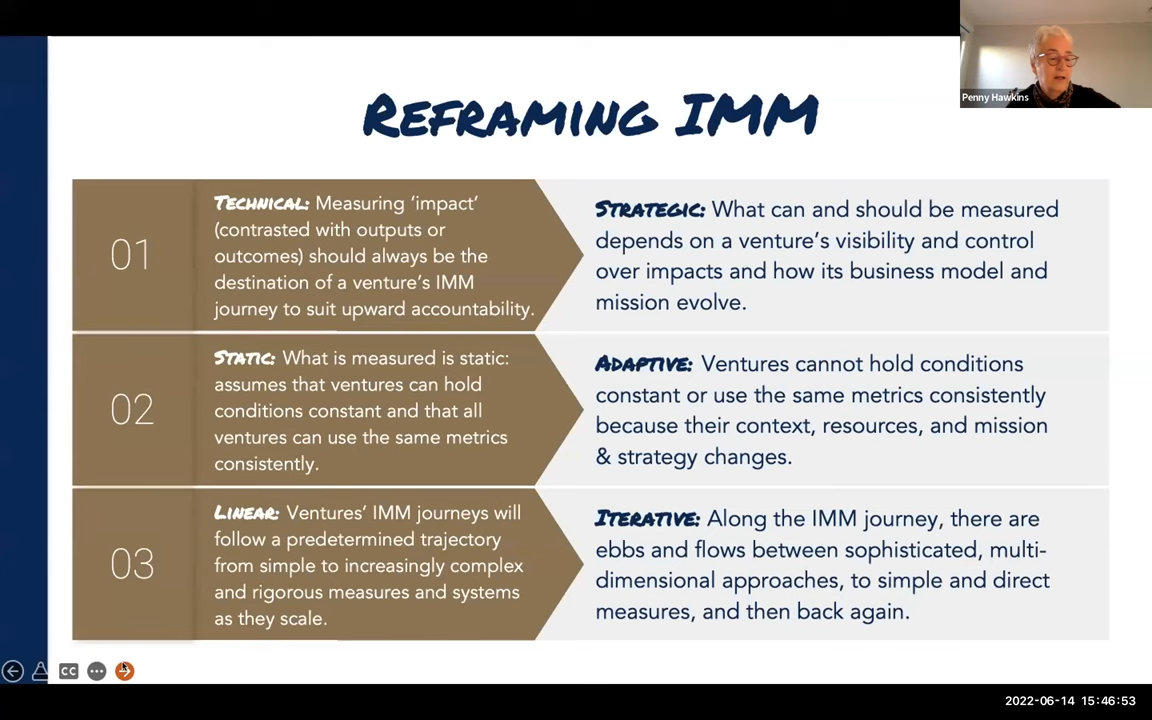 Penny Hawkins
REFRAMING IMM
01
TECHNICAL: Measuring ‘impact’
(contrasted with outputs or
outcomes) should always be the
destination of a venture’s IMM
journey to suit upward accountability.
STRATEGIC: What can and should be measured
depends on a venture’s visibility and control
over impacts and how its business model and
mission evolve.
02
STATIC: What is measured is static:
assumes that ventures can hold
conditions constant and that all
ventures can use the same metrics
consistently.
ADAPTIVE: Ventures cannot hold conditions
constant or use the same metrics consistently
because their context, resources, and mission
& strategy changes.
03
LINEAR: Ventures’ IMM journeys will
follow a predetermined trajectory
from simple to increasingly complex
and rigorous measures and systems
as they scale.
ITERATIVE: Along the IMM journey, there are
ebbs and flows between sophisticated, multi-
dimensional approaches, to simple and direct
measures, and then back again.
CC
2022-06-14 15:46:53